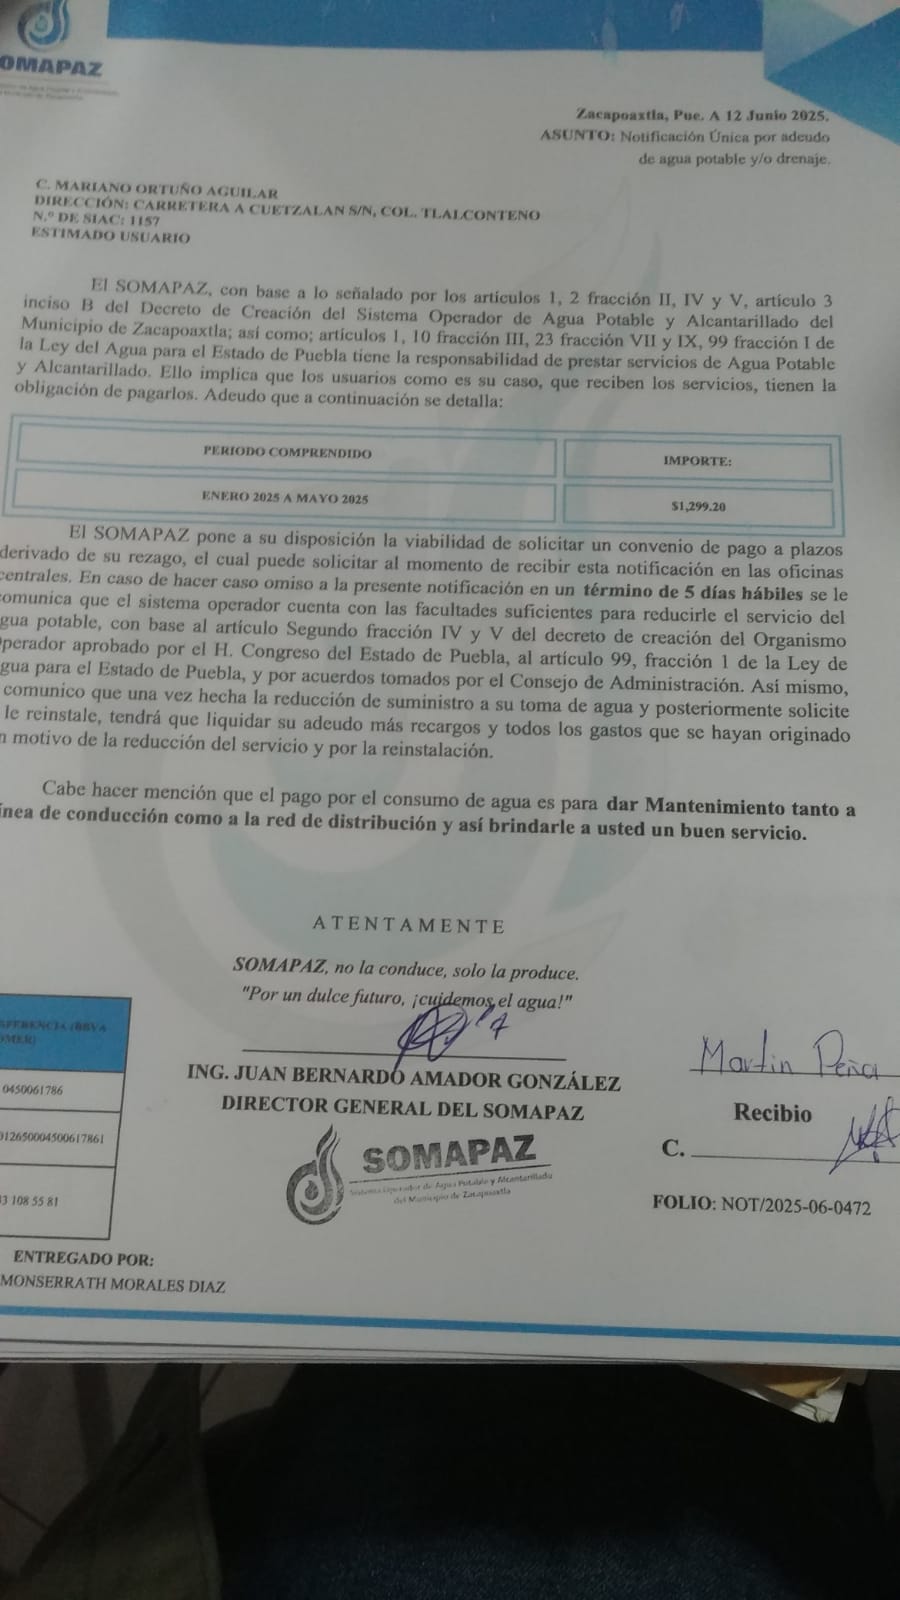 SOMAPAZ
Zacapoaxtla, Pue. A 12 Junio 2025.
ASUNTO: Notificación Única por adeudo
de agua potable y/o drenaje.
C. MARIANO ORTUÑO AGUILAR
DIRECCIÓN: CARRETERA A CUETZALAN S/N, COL. TLALCONTENO
N.º DE SIAC: 1157
ESTIMADO USUARIO
El SOMAPAZ, con base a lo señalado por los artículos 1, 2 fracción II, IV y V, artículo 3
inciso B del Decreto de Creación del Sistema Operador de Agua Potable y Alcantarillado del
Municipio de Zacapoaxtla; así como; artículos 1, 10 fracción III, 23 fracción VII y IX, 99 fracción I de
la Ley del Agua para el Estado de Puebla tiene la responsabilidad de prestar servicios de Agua Potable
y Alcantarillado. Ello implica que los usuarios como es su caso, que reciben los servicios, tienen la
obligación de pagarlos. Adeudo que a continuación se detalla:
PERIODO COMPRENDIDO
IMPORTE:
ENERO 2025 A MAYO 2025
$1,299.20
El SOMAPAZ pone a su disposición la viabilidad de solicitar un convenio de pago a plazos
derivado de su rezago, el cual puede solicitar al momento de recibir esta notificación en las oficinas
centrales. En caso de hacer caso omiso a la presente notificación en un término de 5 días hábiles se le
omunica que el sistema operador cuenta con las facultades suficientes para reducirle el servicio del
gua potable, con base al artículo Segundo fracción IV y V del decreto de creación del Organismo
Operador aprobado por el H. Congreso del Estado de Puebla, al artículo 99, fracción 1 de la Ley de
gua para el Estado de Puebla, y por acuerdos tomados por el Consejo de Administración. Así mismo,
comunico que una vez hecha la reducción de suministro a su toma de agua y posteriormente solicite
le reinstale, tendrá que liquidar su adeudo más recargos y todos los gastos que se hayan originado
n motivo de la reducción del servicio y por la reinstalación.
Cabe hacer mención que el pago por el consumo de agua es para dar Mantenimiento tanto a
ínea de conducción como a la red de distribución y así brindarle a usted un buen servicio.
ATENTAMENTE
SOMAPAZ, no la conduce, solo la produce.
"Por un dulce futuro, ¡cuidemos el agua!"
ING. JUAN BERNARDO AMADOR GONZÁLEZ
DIRECTOR GENERAL DEL SOMAPAZ
SOMAPAZ
Sistema Operador de Agua Potable y Alcantarillado
del Municipio de Zacapoaxtla
SFERENCIA (BBVA
OMER)
0450061786
012650004500617861
3 108 55 81
ENTREGADO POR:
MONSERRATH MORALES DIAZ
Martin Peña
Recibio
C.
FOLIO: NOT/2025-06-0472